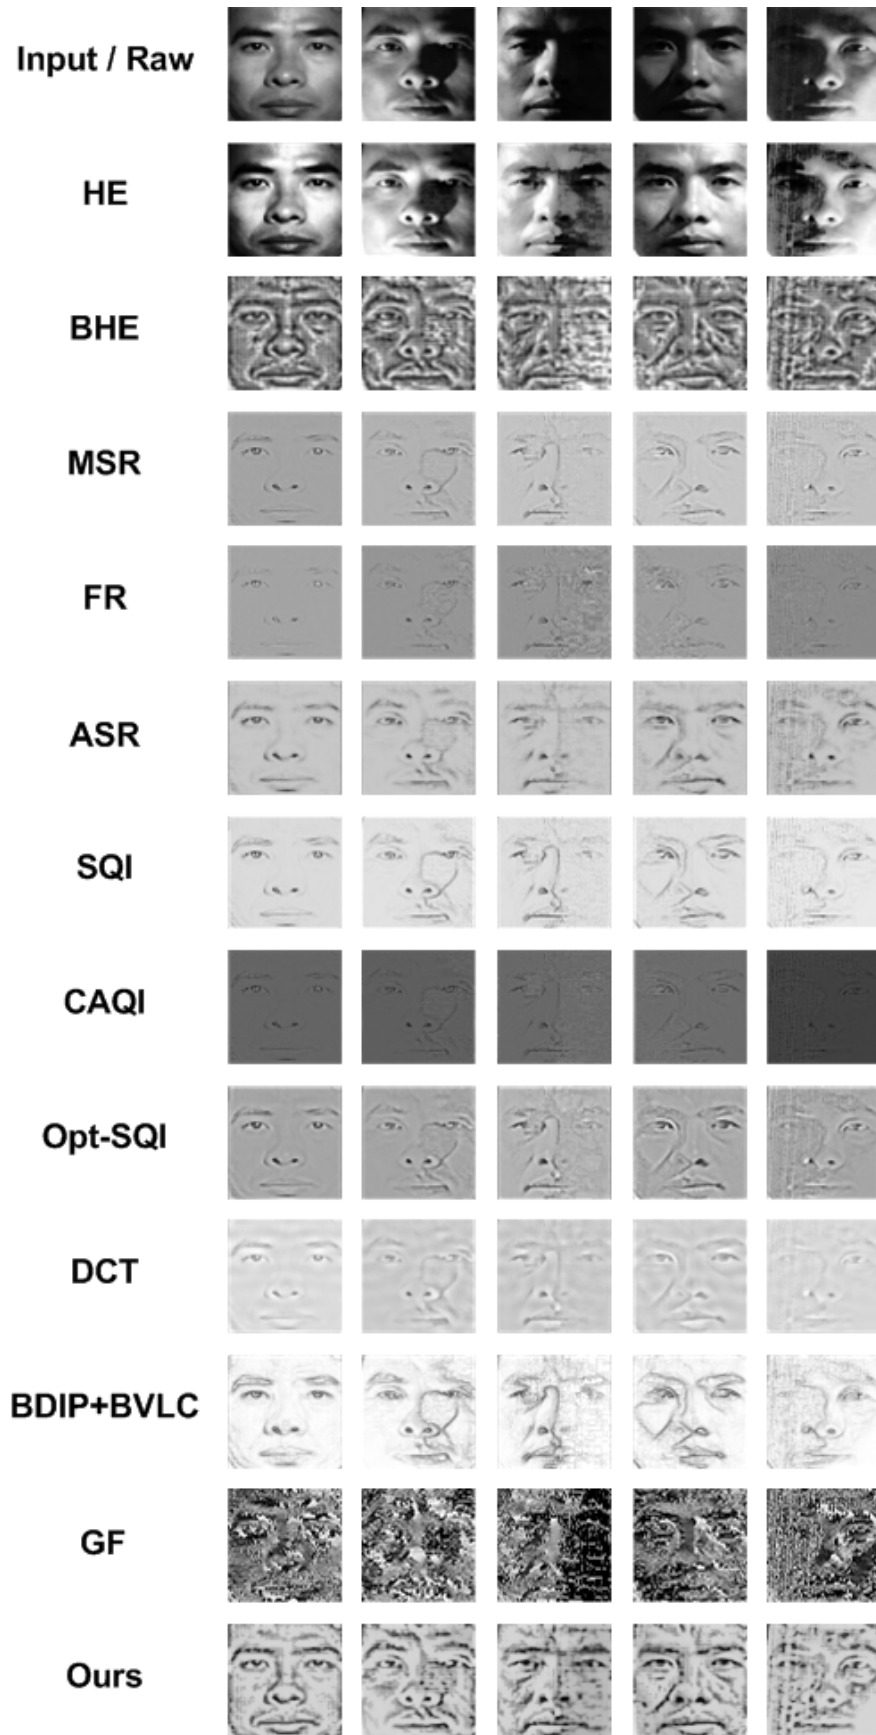 Input / Raw
HE
BHE
MSR
FR
ASR
SQI
CAQI
Opt-SQI
DCT
BDIP+BVLC
GF
Ours